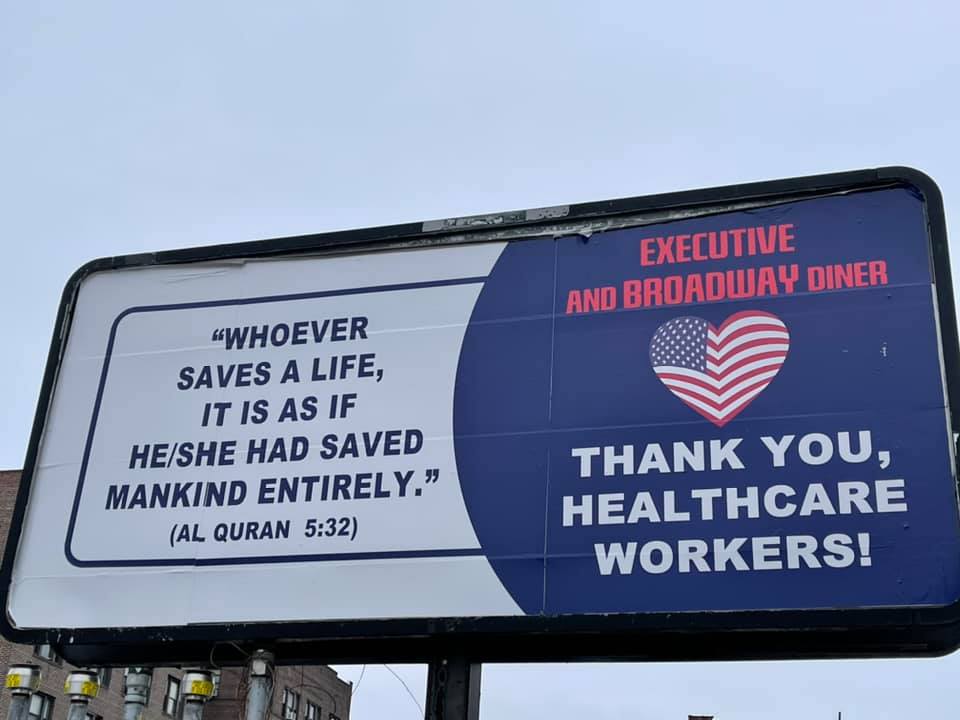 “WHOEVER
SAVES A LIFE,
IT IS AS IF
HE/SHE HAD SAVED
MANKIND ENTIRELY.”
(AL QURAN 5:32)
EXECUTIVE
AND BROADWAY DINER
THANK YOU,
HEALTHCARE
WORKERS!